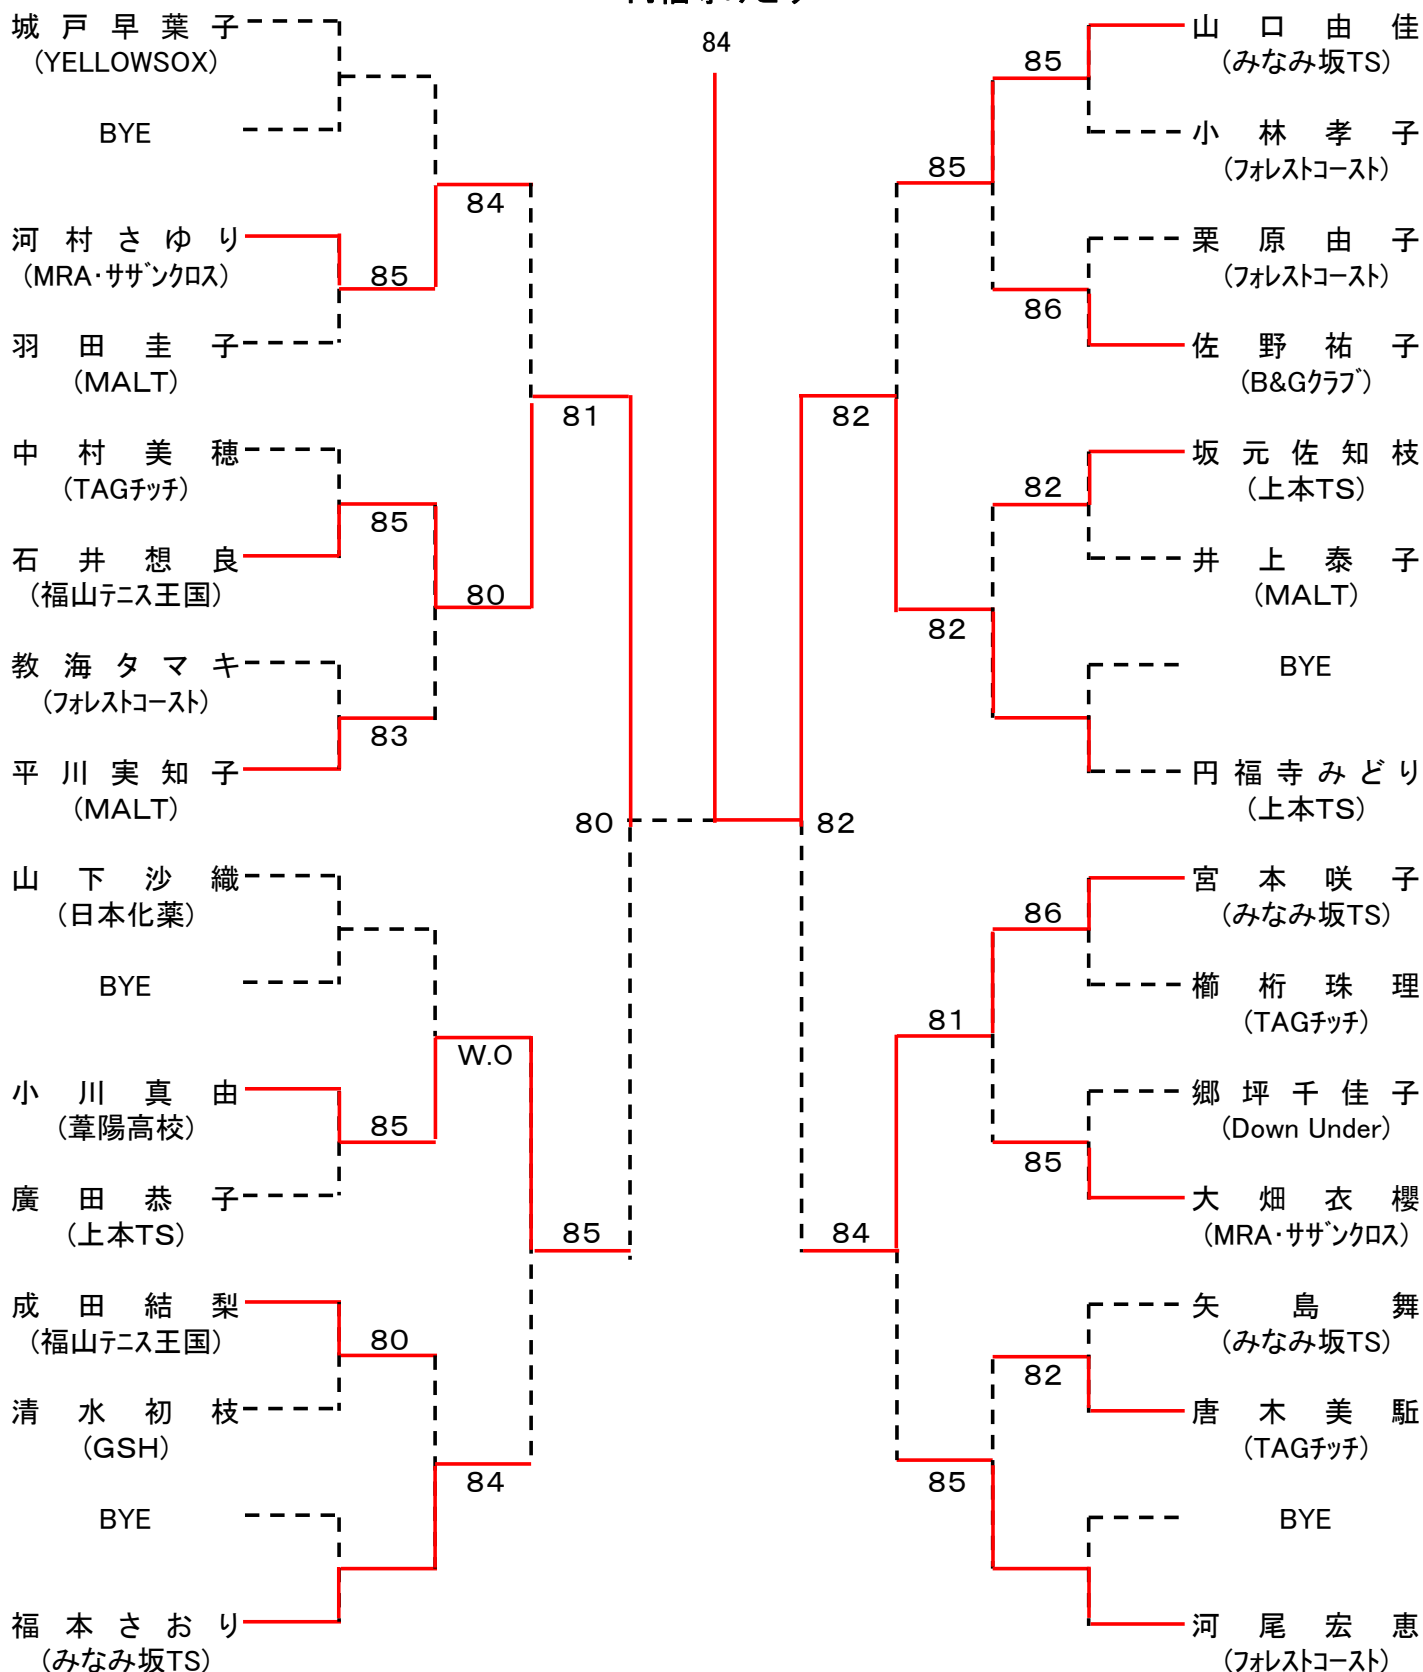 84
城戸早葉子
(YELLOWSOX)
BYE
84
河村さゆり
(MRA・サザンクロス)
85
羽田圭子
(MALT)
81
中村美穂
(TAGチッチ)
85
石井想良
(福山テニス王国)
80
教海タマキ
(フォレストコースト)
83
平川実知子
(MALT)
80
山下沙織
(日本化薬)
BYE
W.O
小川真由
(葦陽高校)
85
廣田恭子
(上本TS)
85
成田結梨
(福山テニス王国)
80
清水初枝
(GSH)
84
BYE
福本さおり
(みなみ坂TS)
山口由佳
(みなみ坂TS)
85
小林孝子
(フォレストコースト)
85
栗原由子
(フォレストコースト)
86
佐野祐子
(B&Gクラブ)
82
坂元佐知枝
(上本TS)
82
井上泰子
(MALT)
82
BYE
円福寺みどり
(上本TS)
82
宮本咲子
(みなみ坂TS)
86
櫛桁珠理
(TAGチッチ)
81
郷坪千佳子
(Down Under)
85
大畑衣櫻
(MRA・サザンクロス)
84
矢島舞
(みなみ坂TS)
82
唐木美駈
(TAGチッチ)
85
BYE
河尾宏恵
(フォレストコースト)